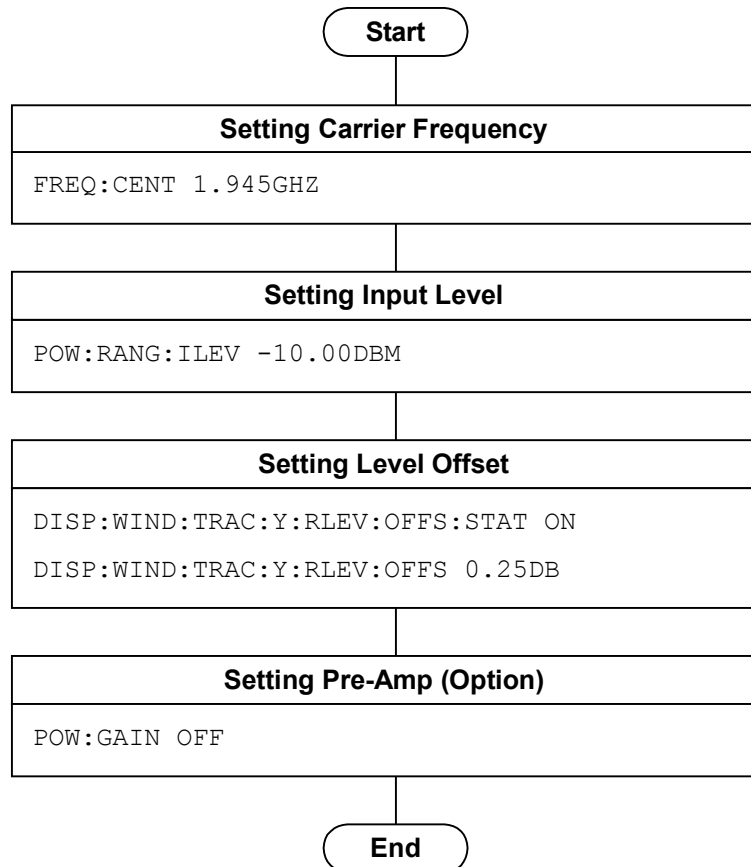 Start
Setting Carrier Frequency
FREQ:CENT 1.945GHZ
Setting Input Level
POW:RANG:ILEV -10.00DBM
Setting Level Offset
DISP:WIND:TRAC:Y:RLEV:OFFS:STAT ON
DISP:WIND:TRAC:Y:RLEV:OFFS 0.25DB
Setting Pre-Amp (Option)
POW:GAIN OFF
End